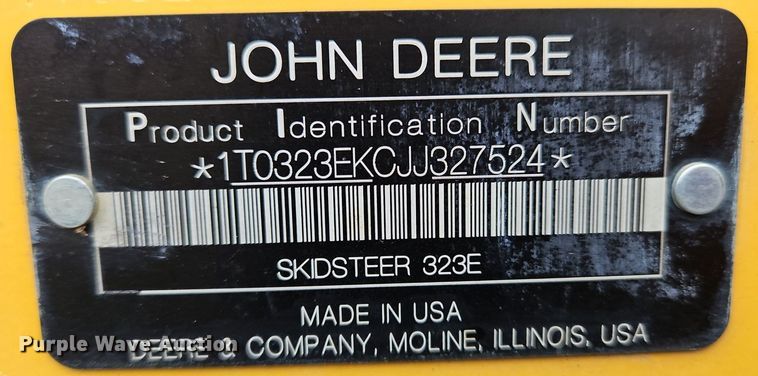 JOHN DEERE
Product Identification Number
*1T0323EKCJJ327524*
SKIDSTEER 323E
MADE IN USA
DEERE & COMPANY, MOLINE, ILLINOIS, USA
Purple Wave Auction